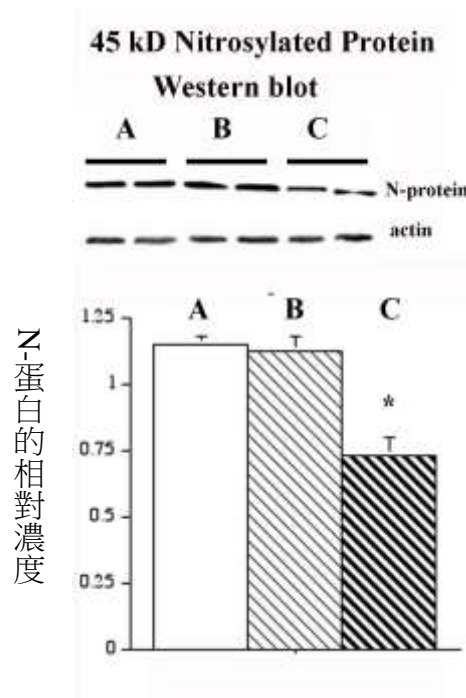 45 kD Nitrosylated Protein
Western blot
A B C
N-protein
actin
A B C
*
N-蛋白的相對濃度
1.25
1
0.75
0.5
0.25
0